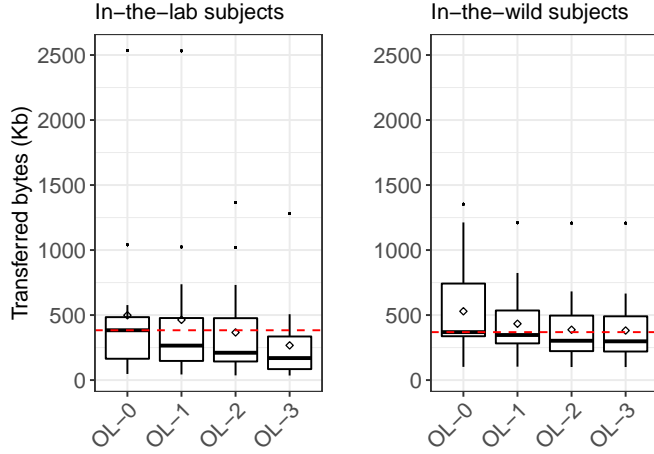 In−the−lab subjects
In−the−wild subjects
Transferred bytes (Kb)
2500
2000
1500
1000
500
0
OL−0
OL−1
OL−2
OL−3
2500
2000
1500
1000
500
0
OL−0
OL−1
OL−2
OL−3